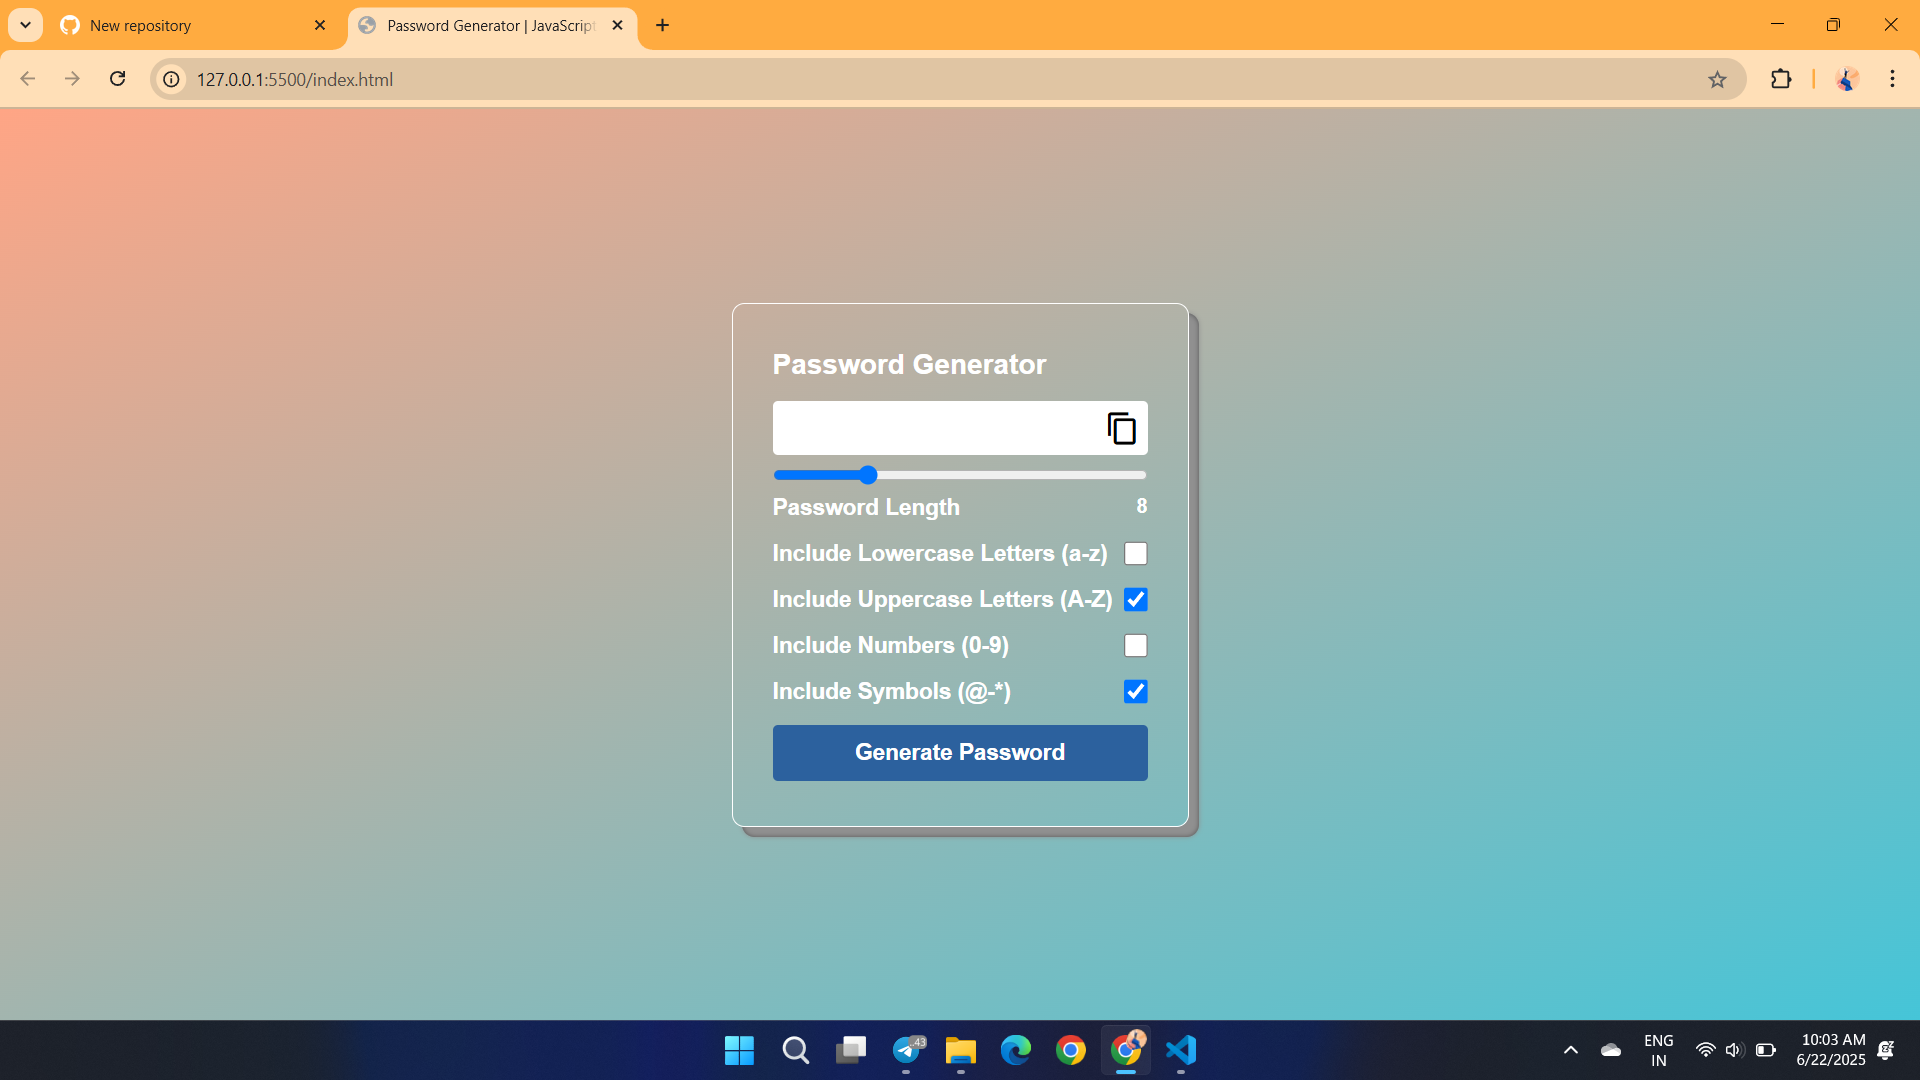 New repository
Password Generator | JavaScript
127.0.0.1:5500/index.html
Password Generator
Password Length 8
Include Lowercase Letters (a-z)
Include Uppercase Letters (A-Z)
Include Numbers (0-9)
Include Symbols (@-*)
Generate Password
..43
ENG
IN
10:03 AM
6/22/2025